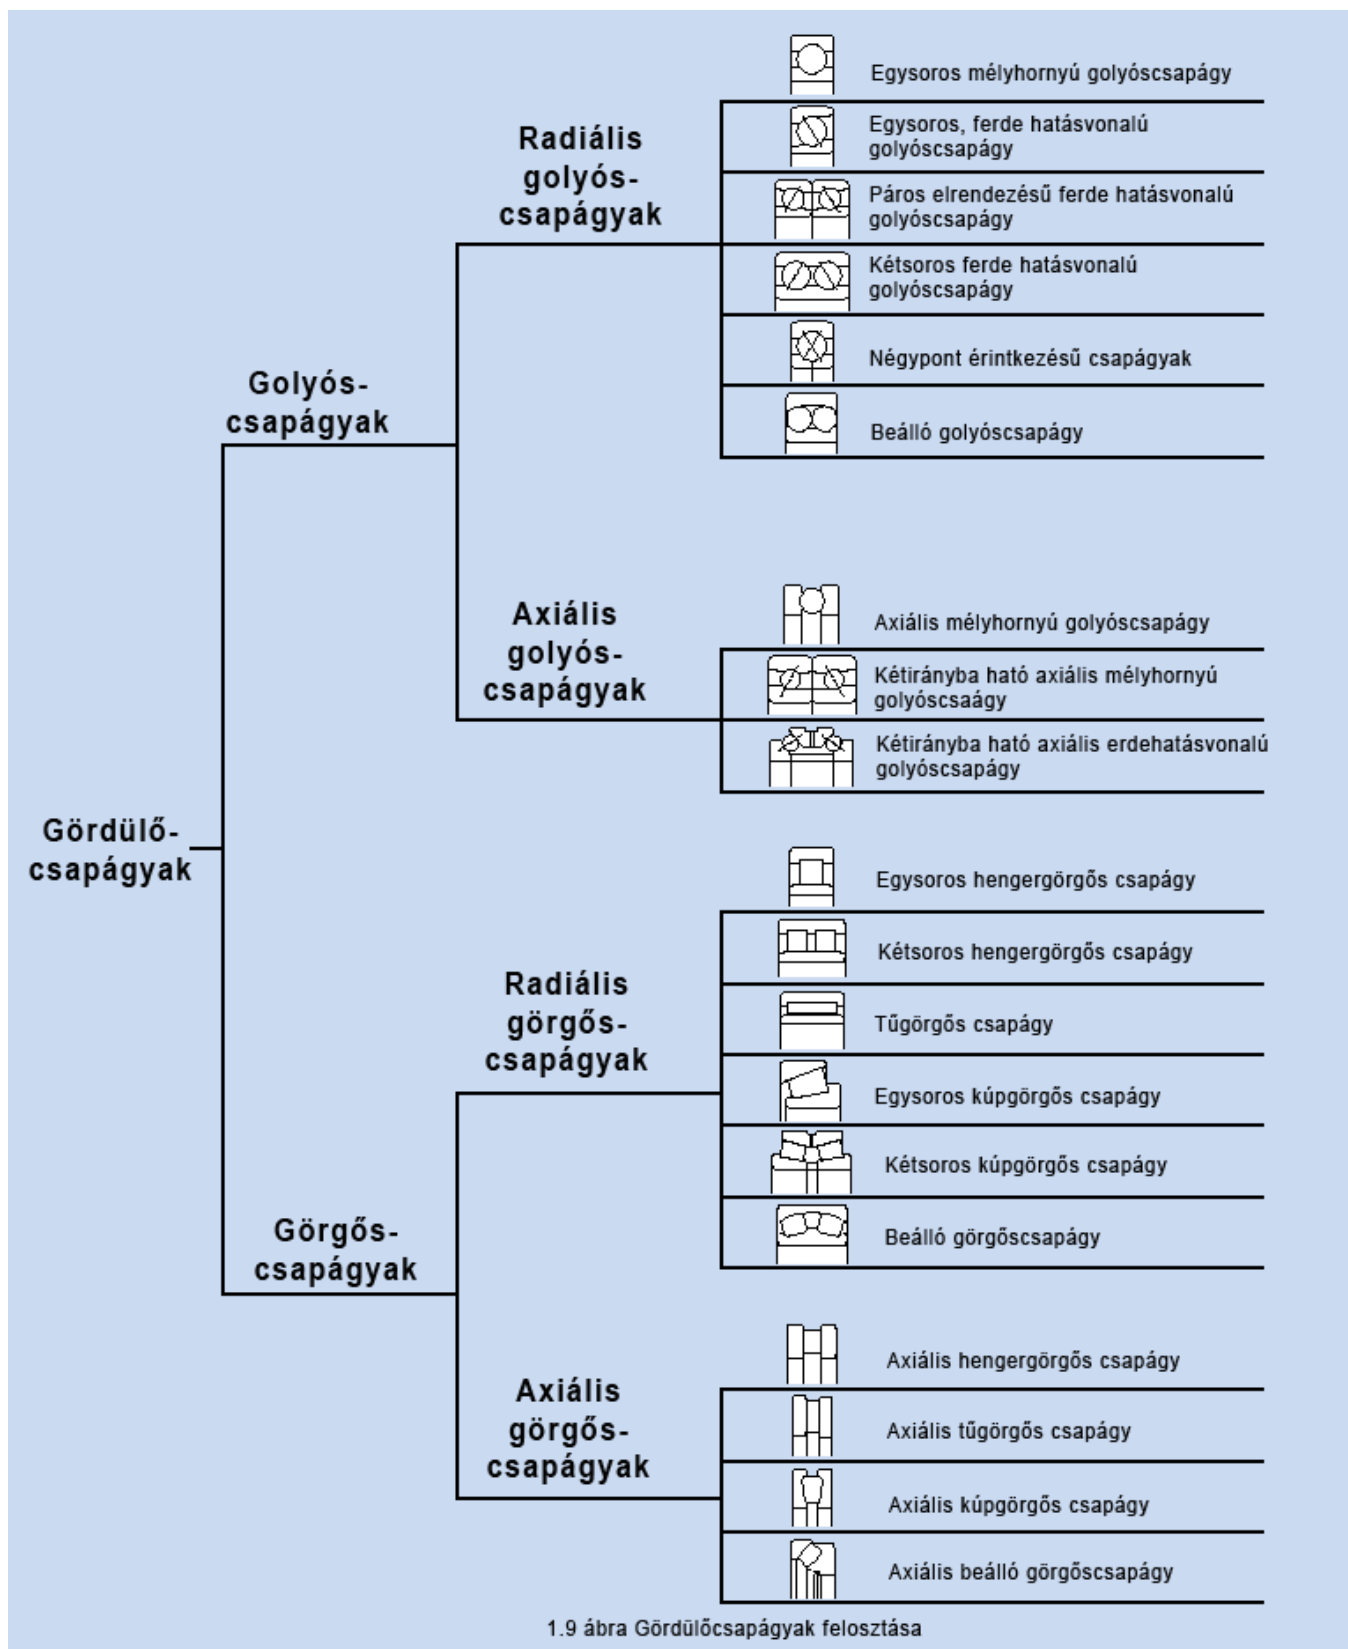 Gördülő-
csapágyak
Golyós-
csapágyak
Radiális
golyós-
csapágyak
Egysoros mélyhornyú golyóscsapágy
Egysoros, ferde hatásvonalú
golyóscsapágy
Páros elrendezésű ferde hatásvonalú
golyóscsapágy
Kétsoros ferde hatásvonalú
golyóscsapágy
Négypont érintkezésű csapágyak
Beálló golyóscsapágy
Axiális
golyós-
csapágyak
Axiális mélyhornyú golyóscsapágy
Kétirányba ható axiális mélyhornyú
golyóscsaágy
Kétirányba ható axiális erdehatásvonalú
golyóscsapágy
Görgős-
csapágyak
Radiális
görgős-
csapágyak
Egysoros hengergörgős csapágy
Kétsoros hengergörgős csapágy
Tűgörgős csapágy
Egysoros kúpgörgős csapágy
Kétsoros kúpgörgős csapágy
Beálló görgőscsapágy
Axiális
görgős-
csapágyak
Axiális hengergörgős csapágy
Axiális tűgörgős csapágy
Axiális kúpgörgős csapágy
Axiális beálló görgőscsapágy
1.9 ábra Gördülőcsapágyak felosztása